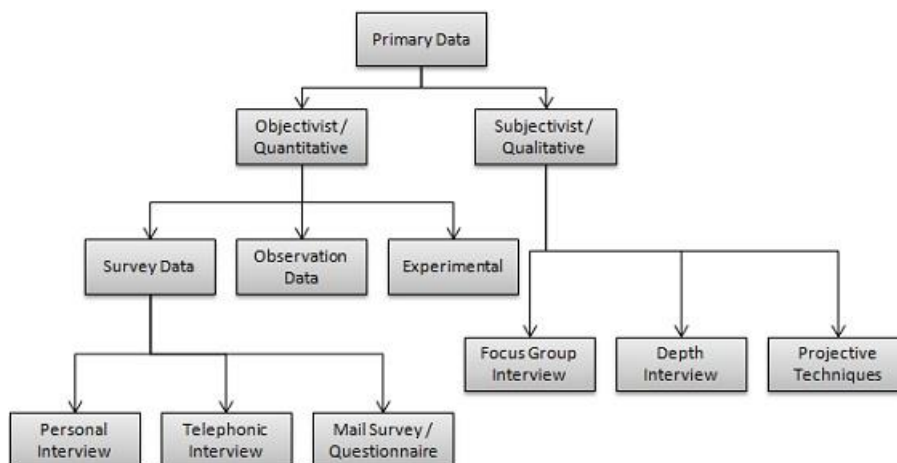 Primary Data
Objectivist /
Quantitative
Subjectivist /
Qualitative
Survey Data
Observation
Data
Experimental
Focus Group
Interview
Depth
Interview
Projective
Techniques
Personal
Interview
Telephonic
Interview
Mail Survey /
Questionnaire